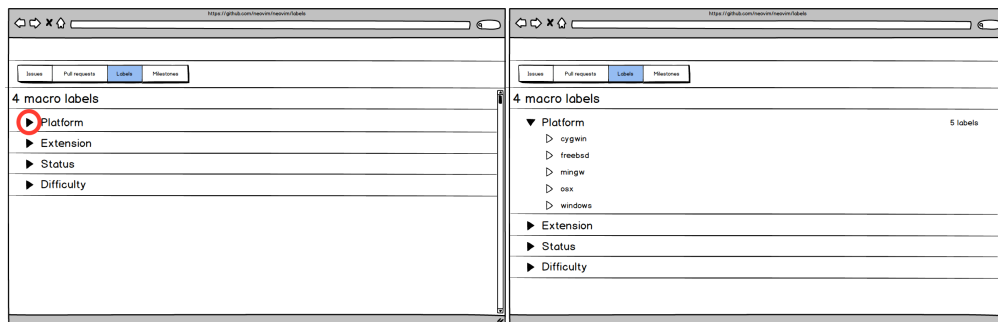 https://github.com/neovim/neovim/labels
Issues Pull requests Labels Milestones
4 macro labels
Platform
Extension
Status
Difficulty
https://github.com/neovim/neovim/labels
Issues Pull requests Labels Milestones
4 macro labels
Platform 5 labels
cygwin
freebsd
mingw
osx
windows
Extension
Status
Difficulty